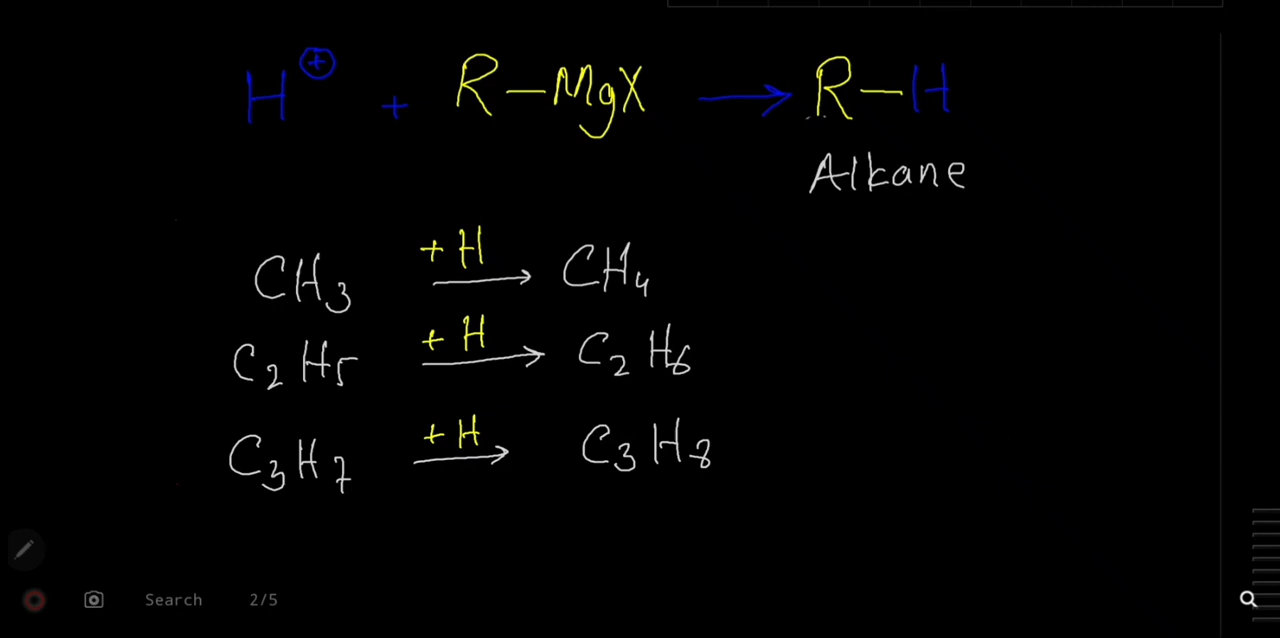 H⊕ + R—MgX ⟶ R—H
Alkane
CH₃ +H⟶ CH₄
C₂H₅ +H⟶ C₂H₆
C₃H₇ +H⟶ C₃H₈
Search 2/5